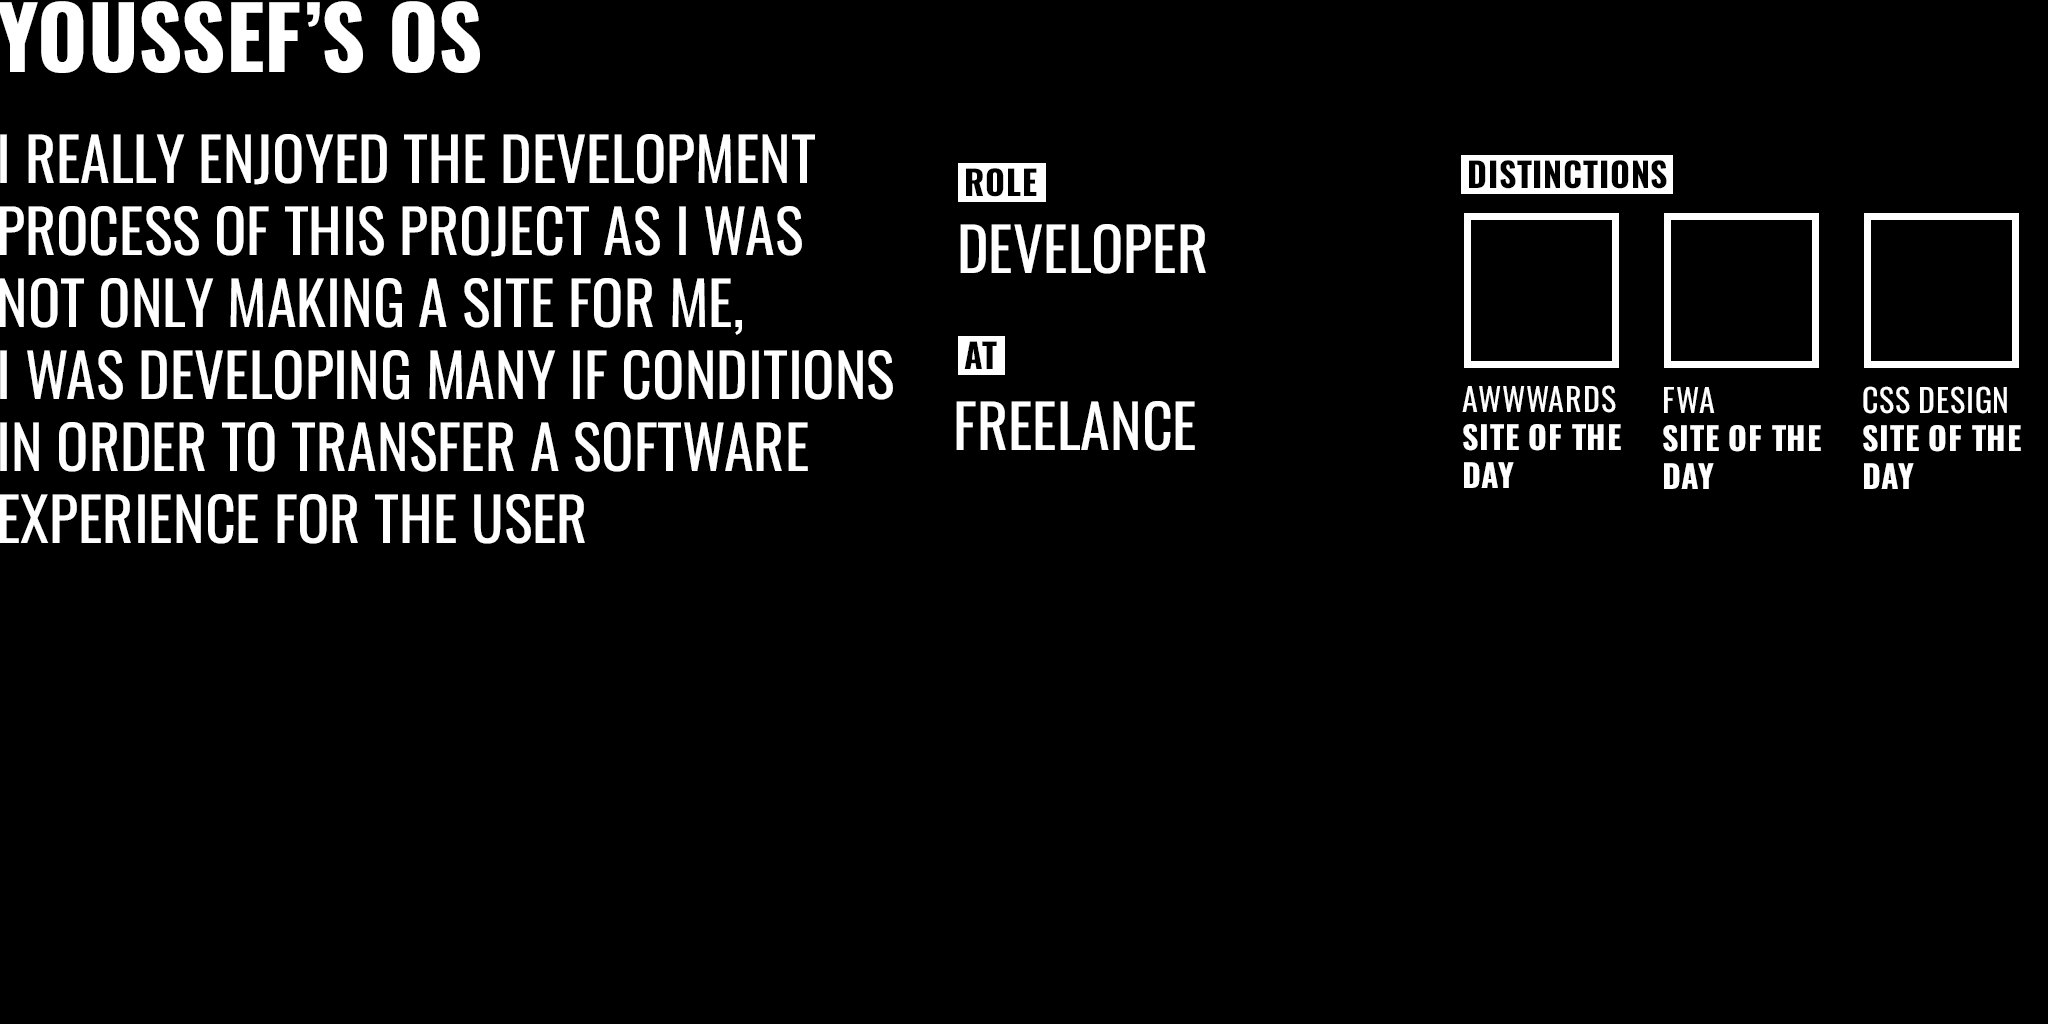 YOUSSEF’S OS
I REALLY ENJOYED THE DEVELOPMENT
PROCESS OF THIS PROJECT AS I WAS
NOT ONLY MAKING A SITE FOR ME,
I WAS DEVELOPING MANY IF CONDITIONS
IN ORDER TO TRANSFER A SOFTWARE
EXPERIENCE FOR THE USER
ROLE
DEVELOPER
AT
FREELANCE
DISTINCTIONS
AWWWARDS
SITE OF THE
DAY
FWA
SITE OF THE
DAY
CSS DESIGN
SITE OF THE
DAY